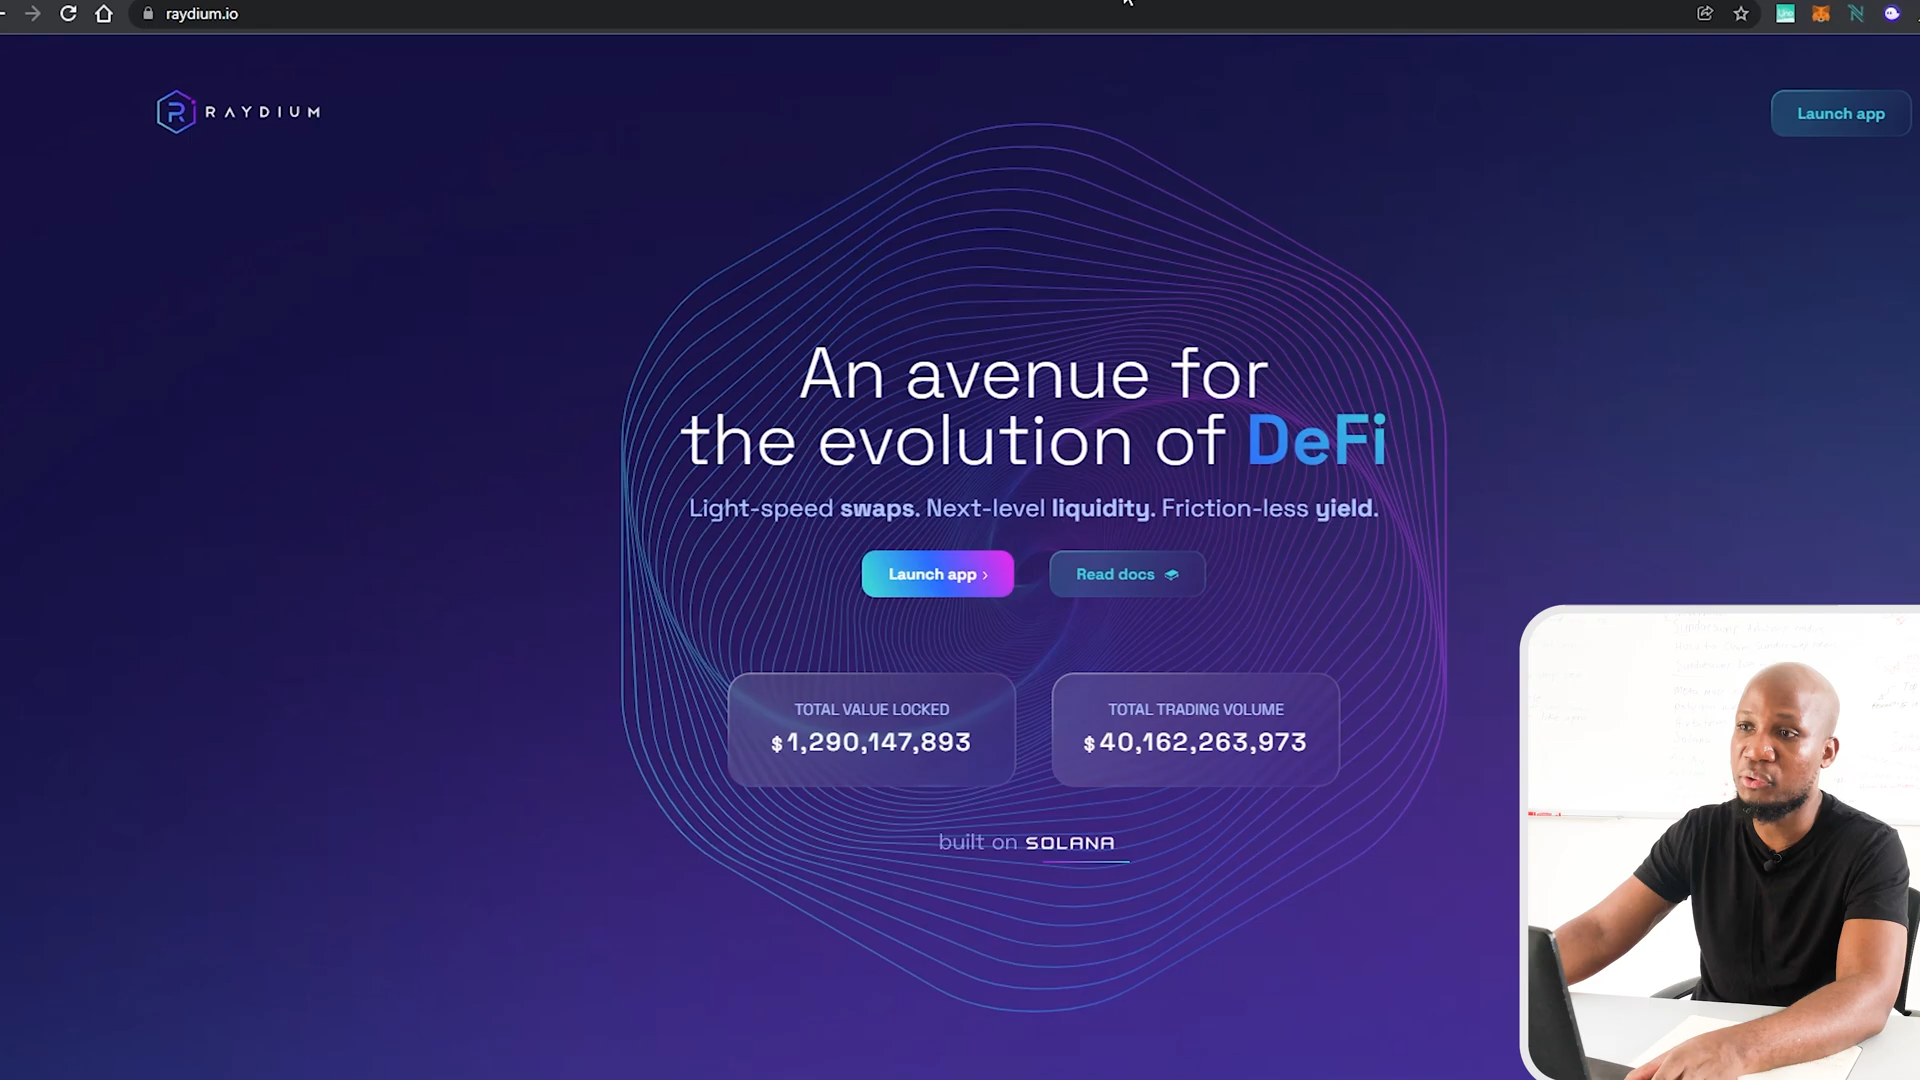 raydium.io
RAYDIUM
Launch app
An avenue for
the evolution of DeFi
Light-speed swaps. Next-level liquidity. Friction-less yield.
Launch app ›
Read docs
TOTAL VALUE LOCKED
$1,290,147,893
TOTAL TRADING VOLUME
$40,162,263,973
built on SOLANA